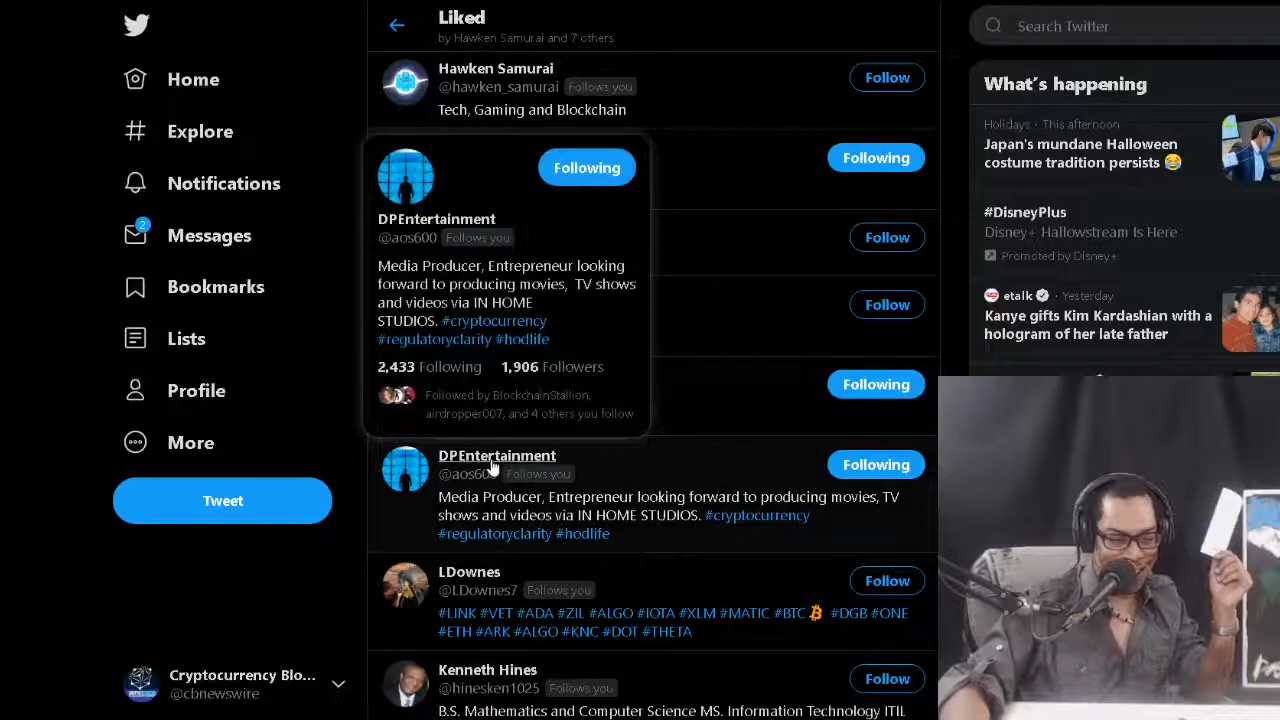 Home
Explore
Notifications
2
Messages
Bookmarks
Lists
Profile
More
Tweet
Cryptocurrency Blo...
@cbnewswire
Liked
by Hawken Samurai and 7 others
Hawken Samurai
@hawken_samurai Follows you
Follow
Tech, Gaming and Blockchain
Following
Follow
Follow
Following
Following
DPEntertainment
@aos600 Follows you
Media Producer, Entrepreneur looking
forward to producing movies, TV shows
and videos via IN HOME
STUDIOS. #cryptocurrency
#regulatoryclarity #hodlife
2,433 Following 1,906 Followers
Followed by BlockchainStallion,
airdropper007, and 4 others you follow
DPEntertainment
@aos600 Follows you
Following
Media Producer, Entrepreneur looking forward to producing movies, TV
shows and videos via IN HOME STUDIOS. #cryptocurrency
#regulatoryclarity #hodlife
LDownes
@LDownes7 Follows you
Follow
#LINK #VET #ADA #ZIL #ALGO #IOTA #XLM #MATIC #BTC #DGB #ONE
#ETH #ARK #ALGO #KNC #DOT #THETA
Kenneth Hines
@hinesken1025 Follows you
Follow
B.S. Mathematics and Computer Science MS. Information Technology ITIL
Search Twitter
What's happening
Holidays · This afternoon
Japan's mundane Halloween
costume tradition persists 😂
#DisneyPlus
Disney+ Hallowstream Is Here
Promoted by Disney+
etalk · Yesterday
Kanye gifts Kim Kardashian with a
hologram of her late father